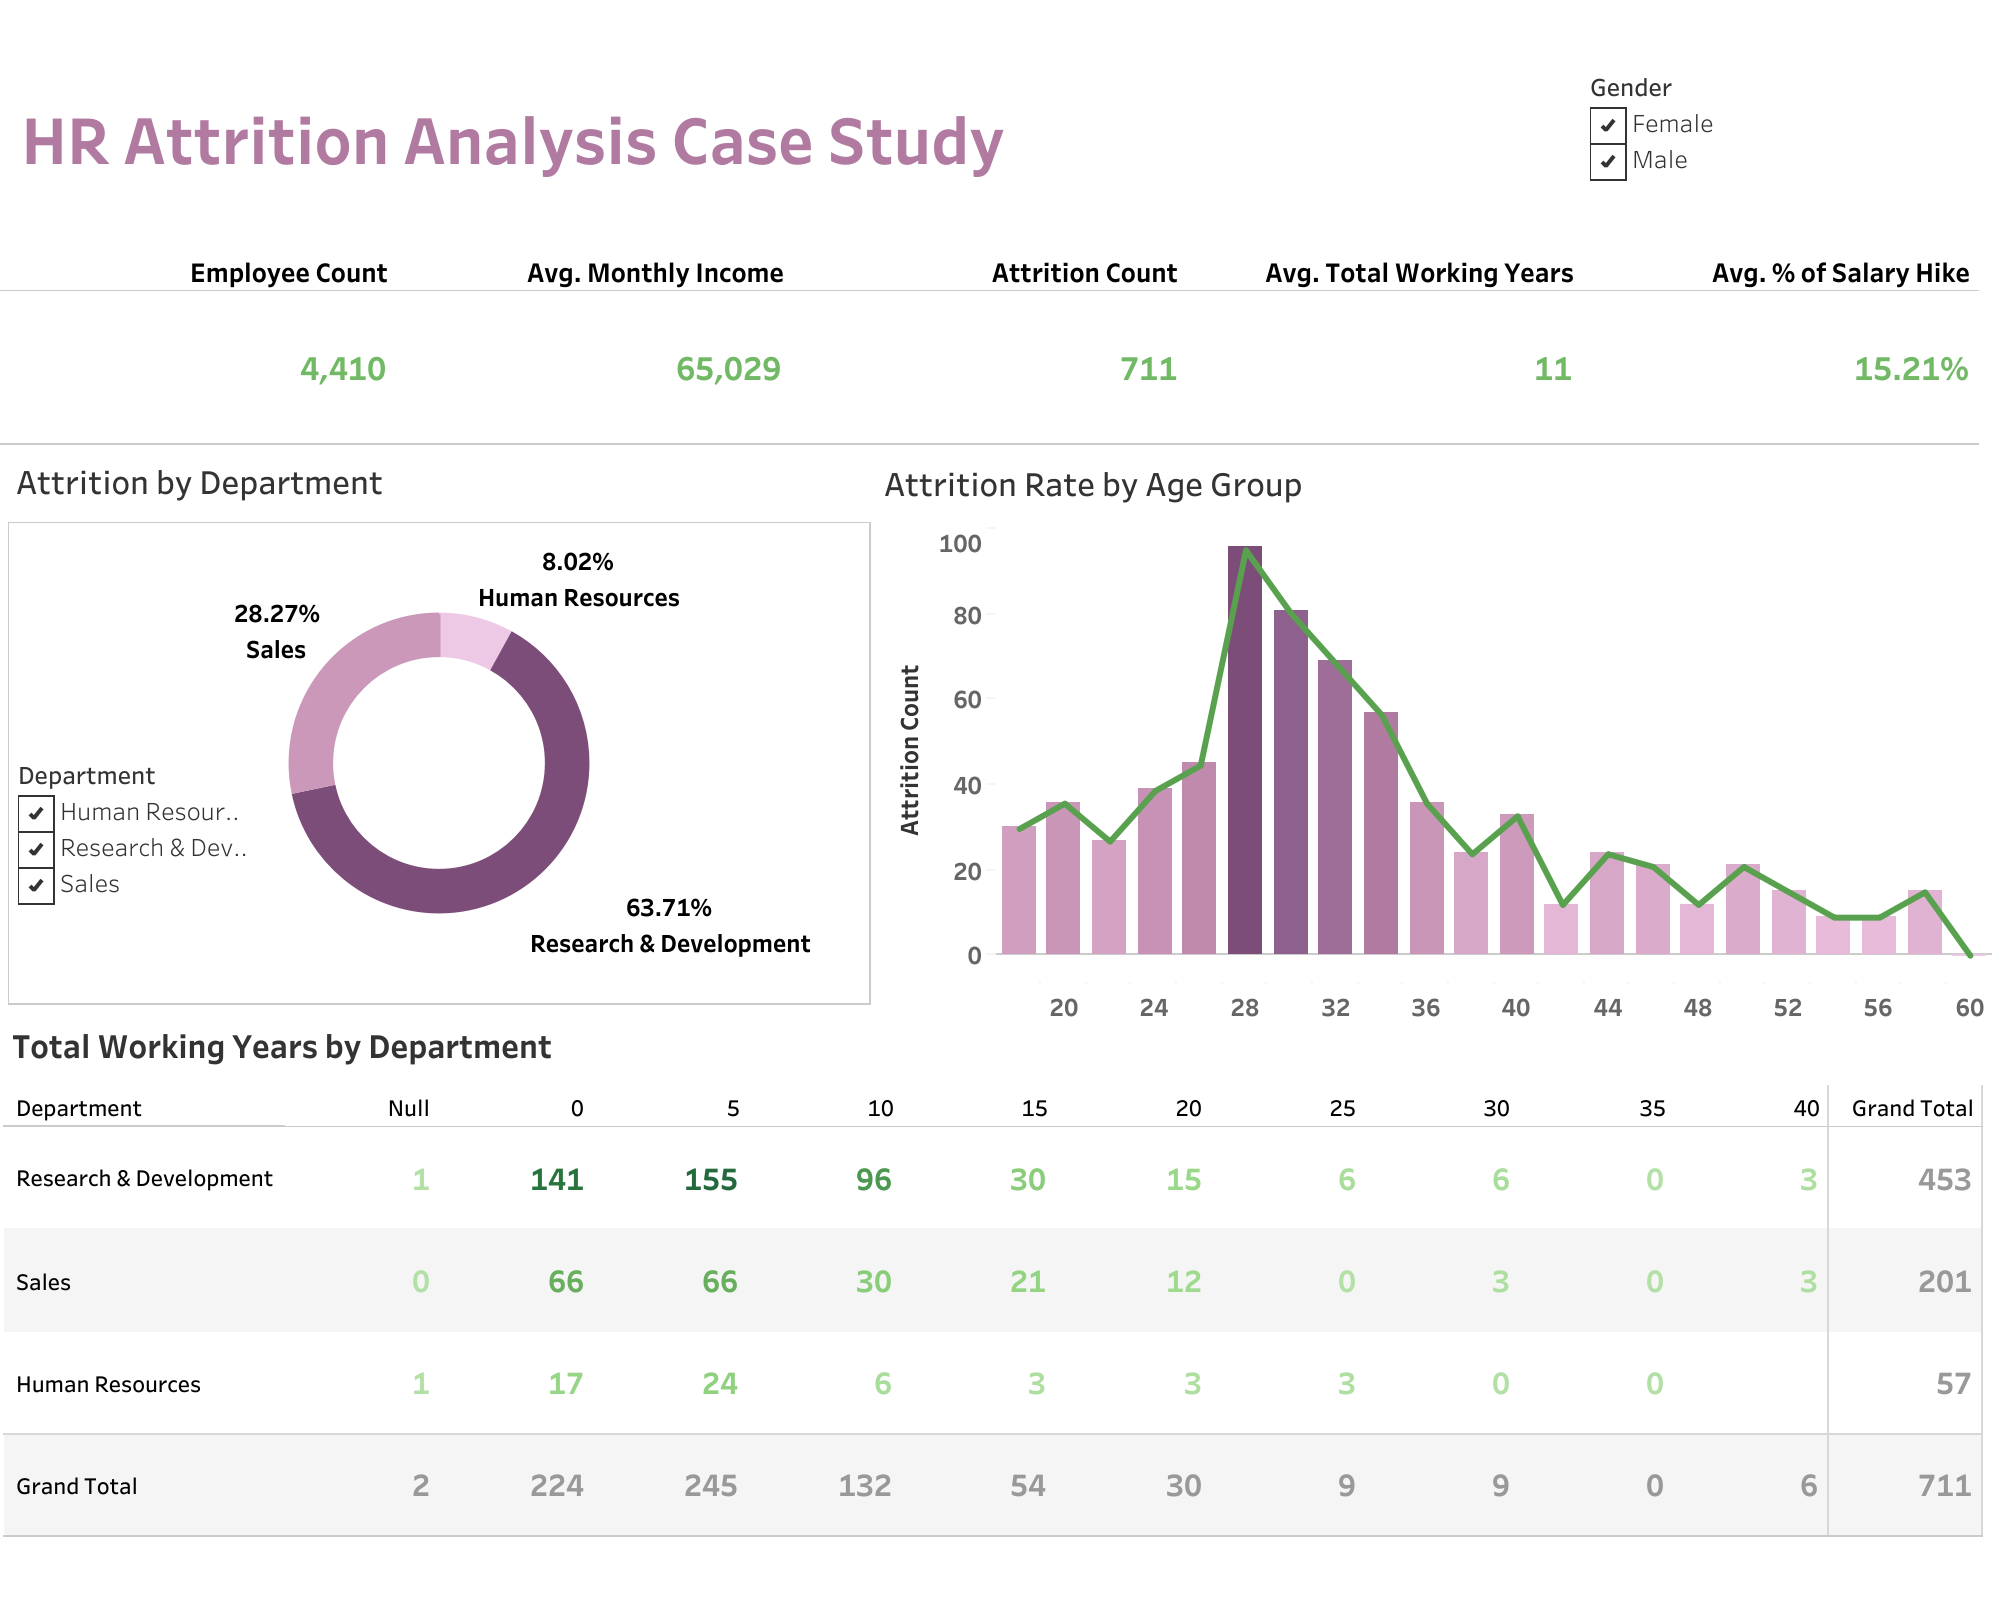 Gender
Female
Male
HR Attrition Analysis Case Study
Employee Count Avg. Monthly Income Attrition Count Avg. Total Working Years Avg. % of Salary Hike
4,410 65,029 711 11 15.21%
Attrition by Department
8.02%
Human Resources
28.27%
Sales
Department
Human Resour..
Research & Dev..
Sales
63.71%
Research & Development
Attrition Rate by Age Group
Attrition Count
100
80
60
40
20
0
20 24 28 32 36 40 44 48 52 56 60
Total Working Years by Department
Department Null 0 5 10 15 20 25 30 35 40 Grand Total
Research & Development 1 141 155 96 30 15 6 6 0 3 453
Sales 0 66 66 30 21 12 0 3 0 3 201
Human Resources 1 17 24 6 3 3 3 0 0 57
Grand Total 2 224 245 132 54 30 9 9 0 6 711